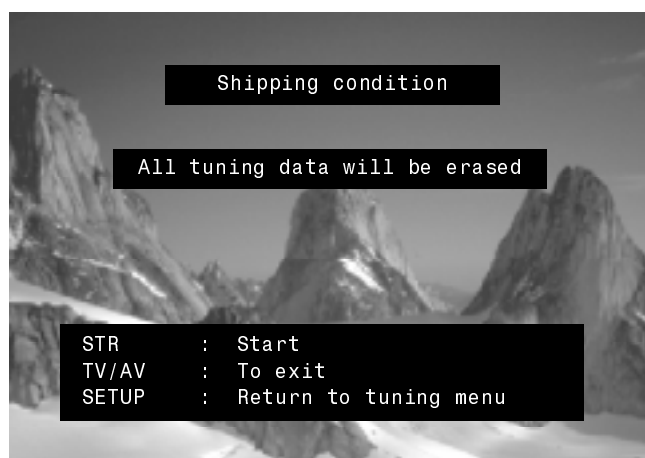 Shipping condition
All tuning data will be erased
STR : Start
TV/AV : To exit
SETUP : Return to tuning menu